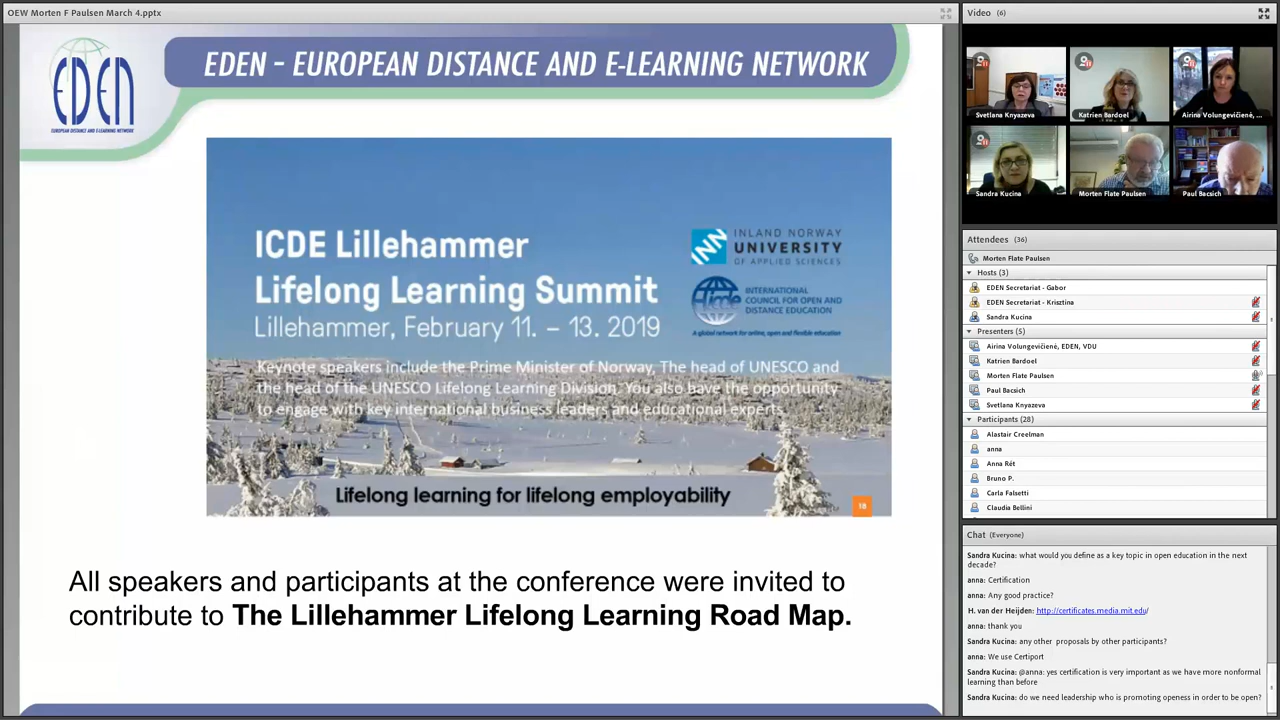 OEW Morten F Paulsen March 4.pptx
EDEN
EUROPEAN DISTANCE AND E-LEARNING NETWORK
EDEN - EUROPEAN DISTANCE AND E-LEARNING NETWORK
ICDE Lillehammer
Lifelong Learning Summit
Lillehammer, February 11. – 13. 2019
INN
INLAND NORWAY
UNIVERSITY
OF APPLIED SCIENCES
icde
INTERNATIONAL
COUNCIL FOR OPEN AND
DISTANCE EDUCATION
A global network for online, open and flexible education
Keynote speakers include the Prime Minister of Norway, The head of UNESCO and
the head of the UNESCO Lifelong Learning Division. You also have the opportunity
to engage with key international business leaders and educational experts.
Lifelong learning for lifelong employability
18
All speakers and participants at the conference were invited to
contribute to The Lillehammer Lifelong Learning Road Map.
Video (6)
Svetlana Knyazeva
Katrien Bardoel
Airina Volungevičienė, ...
Sandra Kucina
Morten Flate Paulsen
Paul Bacsich
Attendees (36)
Morten Flate Paulsen
Hosts (3)
EDEN Secretariat - Gabor
EDEN Secretariat - Krisztina
Sandra Kucina
Presenters (5)
Airina Volungevičienė, EDEN, VDU
Katrien Bardoel
Morten Flate Paulsen
Paul Bacsich
Svetlana Knyazeva
Participants (28)
Alastair Creelman
anna
Anna Rét
Bruno P.
Carla Falsetti
Claudia Bellini
Chat (Everyone)
Sandra Kucina: what would you define as a key topic in open education in the next
decade?
anna: Certification
anna: Any good practice?
H. van der Heijden: http://certificates.media.mit.edu/
anna: thank you
Sandra Kucina: any other proposals by other participants?
anna: We use Certiport
Sandra Kucina: @anna: yes certification is very important as we have more nonformal
learning than before
Sandra Kucina: do we need leadership who is promoting openess in order to be open?